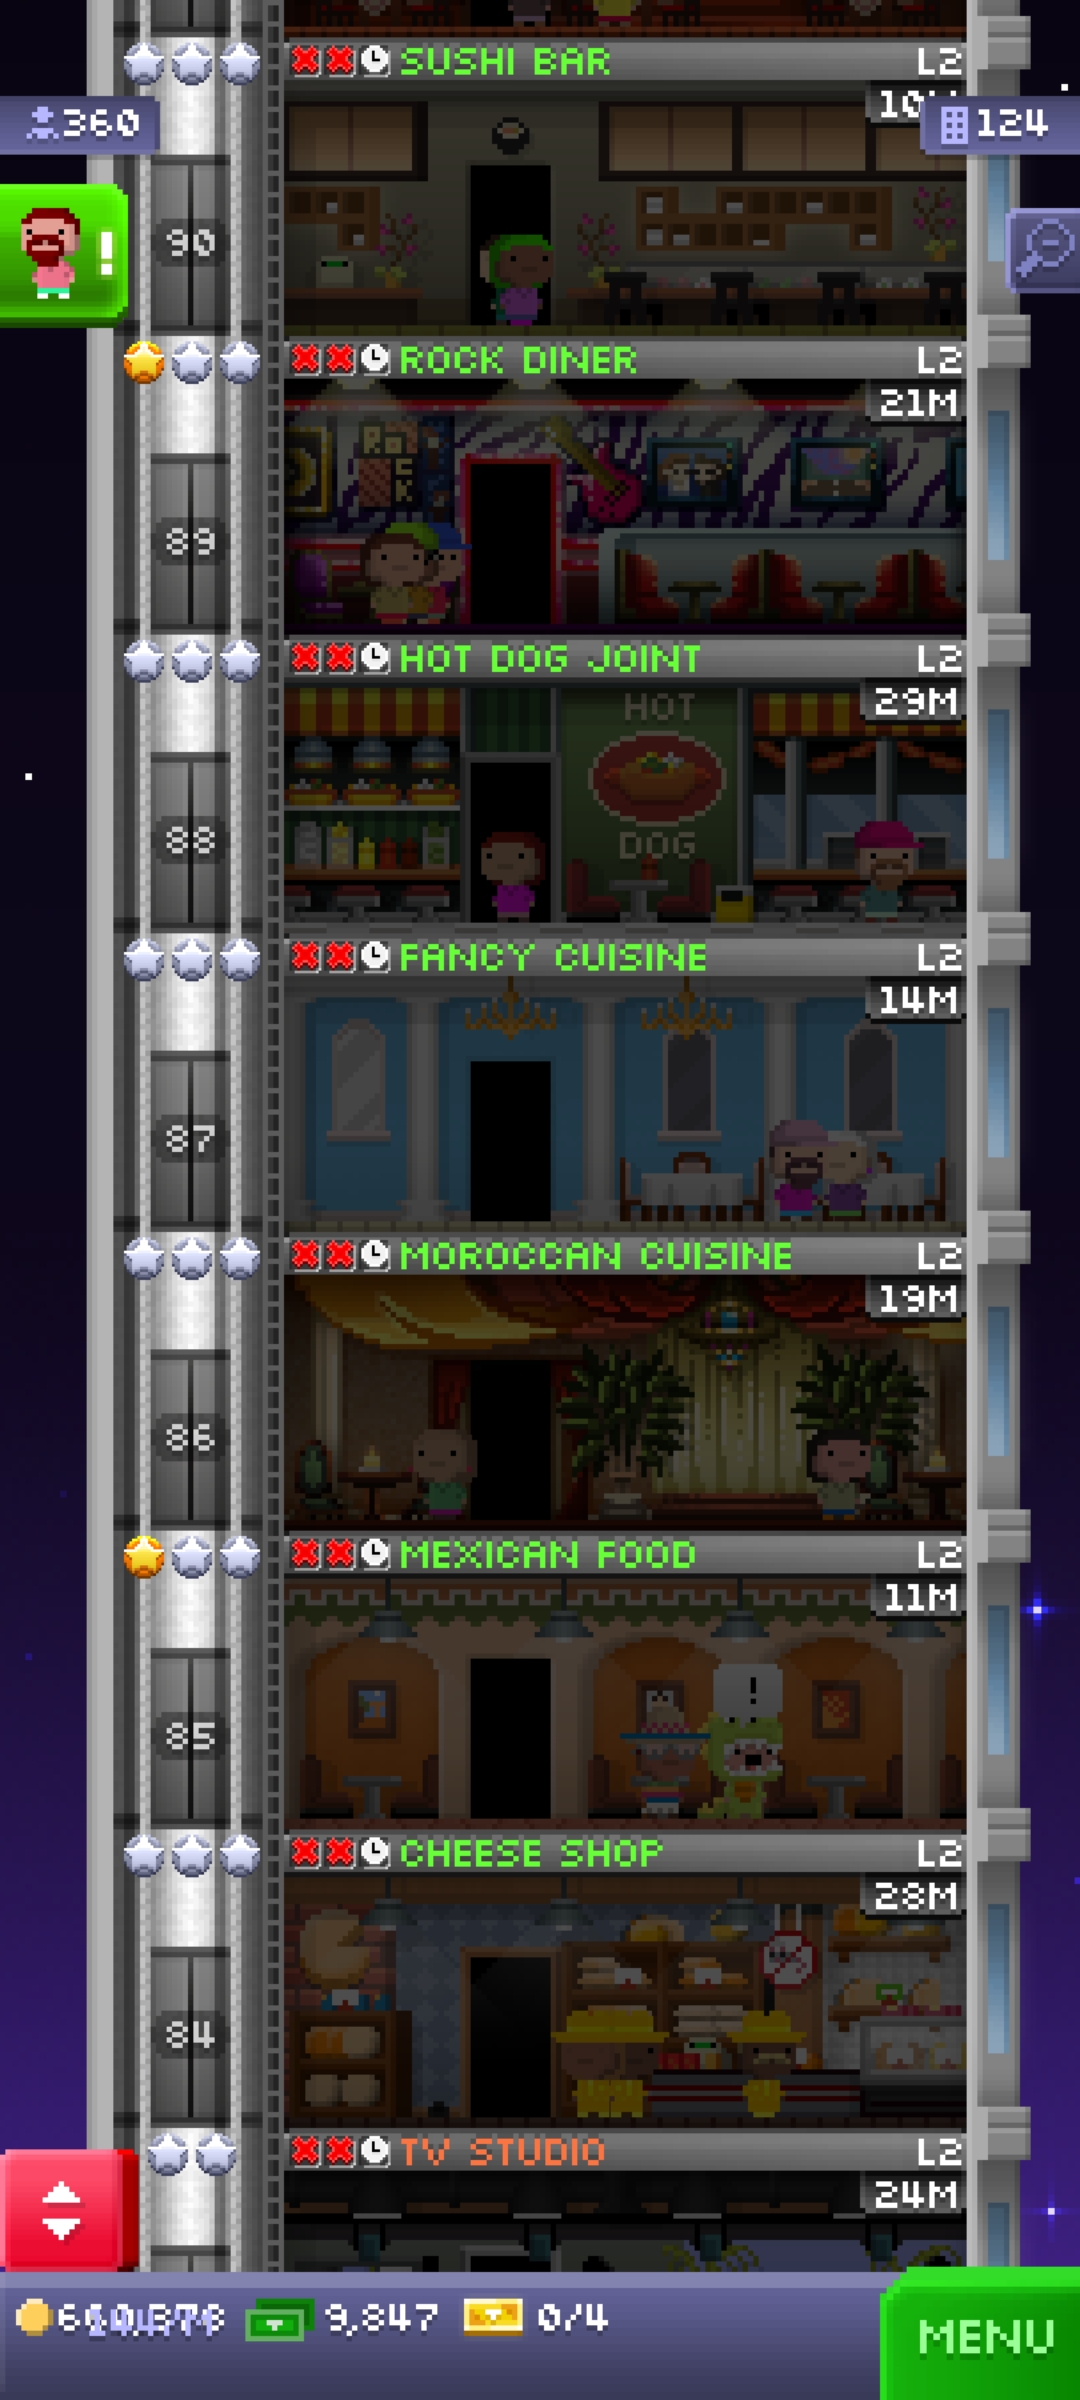 SUSHI BAR L2
360
124
90
ROCK DINER L2
21M
ROCK
89
HOT DOG JOINT L2
29M
HOT
DOG
88
FANCY CUISINE L2
14M
87
MOROCCAN CUISINE L2
19M
86
MEXICAN FOOD L2
11M
!
85
CHEESE SHOP L2
28M
84
TV STUDIO L2
24M
9,847 0/4
MENU